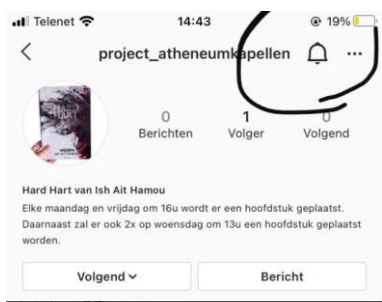 Telenet 14:43 19%
project_atheneumkapellen
HARD
HART
0 1 0
Berichten Volger Volgend
Hard Hart van Ish Ait Hamou
Elke maandag en vrijdag om 16u wordt er een hoofdstuk geplaatst.
Daarnaast zal er ook 2x op woensdag om 13u een hoofdstuk geplaatst
worden.
Volgend Bericht